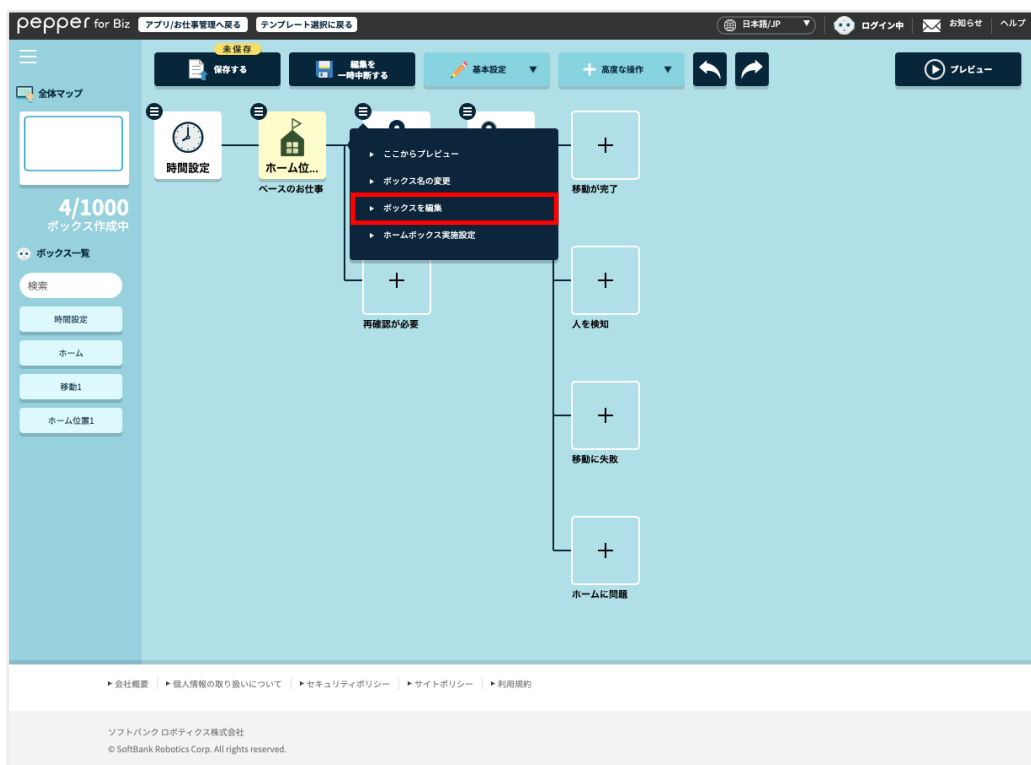 pepper for Biz アプリ/お仕事管理へ戻る テンプレート選択に戻る 日本語/JP ▼ ログイン中 お知らせ ヘルプ
未保存
保存する
編集を
一時中断する
基本設定 ▼
高度な操作 ▼
プレビュー
全体マップ
4/1000
ボックス作成中
ボックス一覧
検索
時間設定
ホーム
移動1
ホーム位置1
時間設定
ホーム位...
ベースのお仕事
ここからプレビュー
ボックス名の変更
ボックスを編集
ホームボックス実施設定
+
移動が完了
+
再確認が必要
+
人を検知
+
移動に失敗
+
ホームに問題
会社概要 個人情報の取り扱いについて セキュリティポリシー サイトポリシー 利用規約
ソフトバンク ロボティクス株式会社
© SoftBank Robotics Corp. All rights reserved.